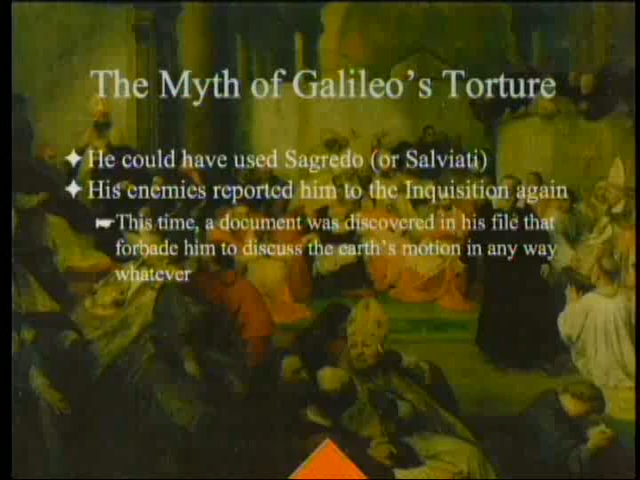 The Myth of Galileo's Torture
He could have used Sagredo (or Salviati)
His enemies reported him to the Inquisition again
This time, a document was discovered in his file that
forbade him to discuss the earth's motion in any way
whatever